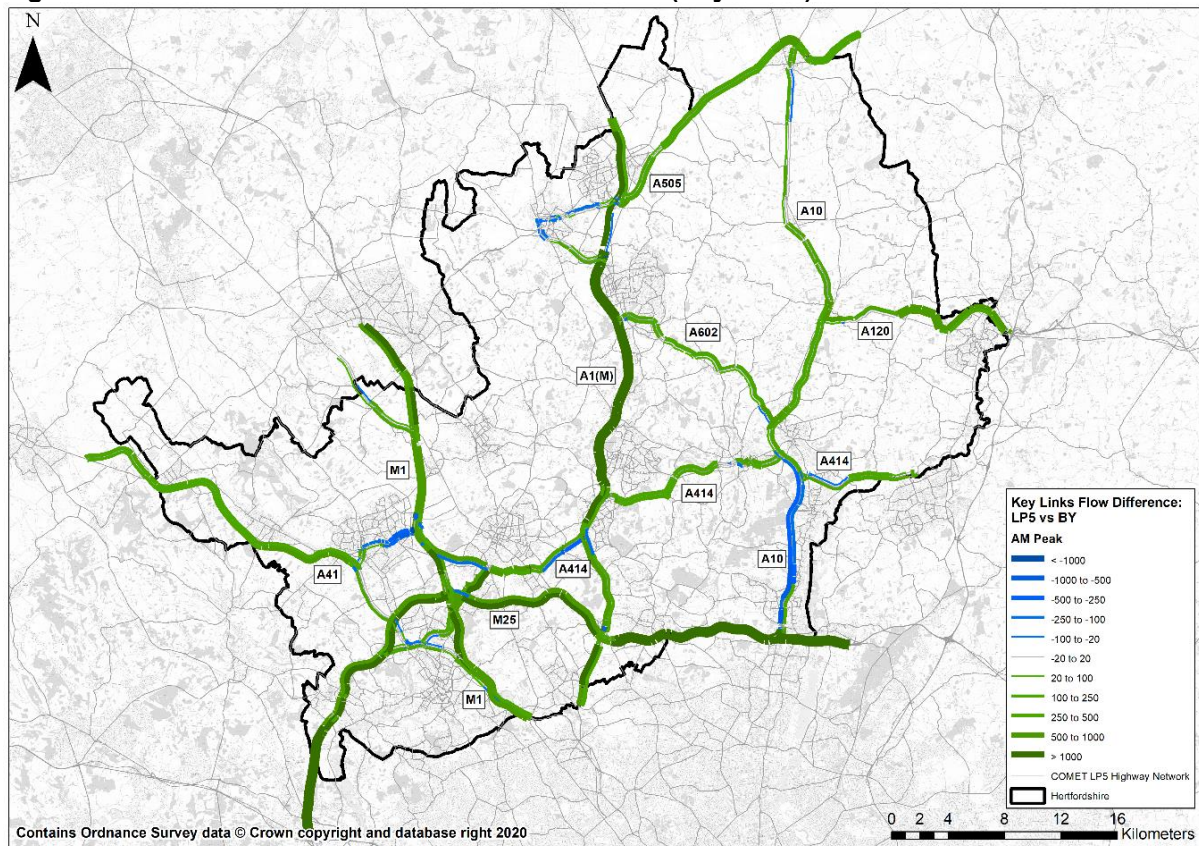 N
A505
A10
A602
A120
A1(M)
M1
A414
A414
A41
A414
A10
M25
M1
Key Links Flow Difference:
LP5 vs BY
AM Peak
< -1000
-1000 to -500
-500 to -250
-250 to -100
-100 to -20
-20 to 20
20 to 100
100 to 250
250 to 500
500 to 1000
> 1000
COMET LP5 Highway Network
Hertfordshire
Contains Ordnance Survey data © Crown copyright and database right 2020
0 2 4 8 12 16
Kilometers